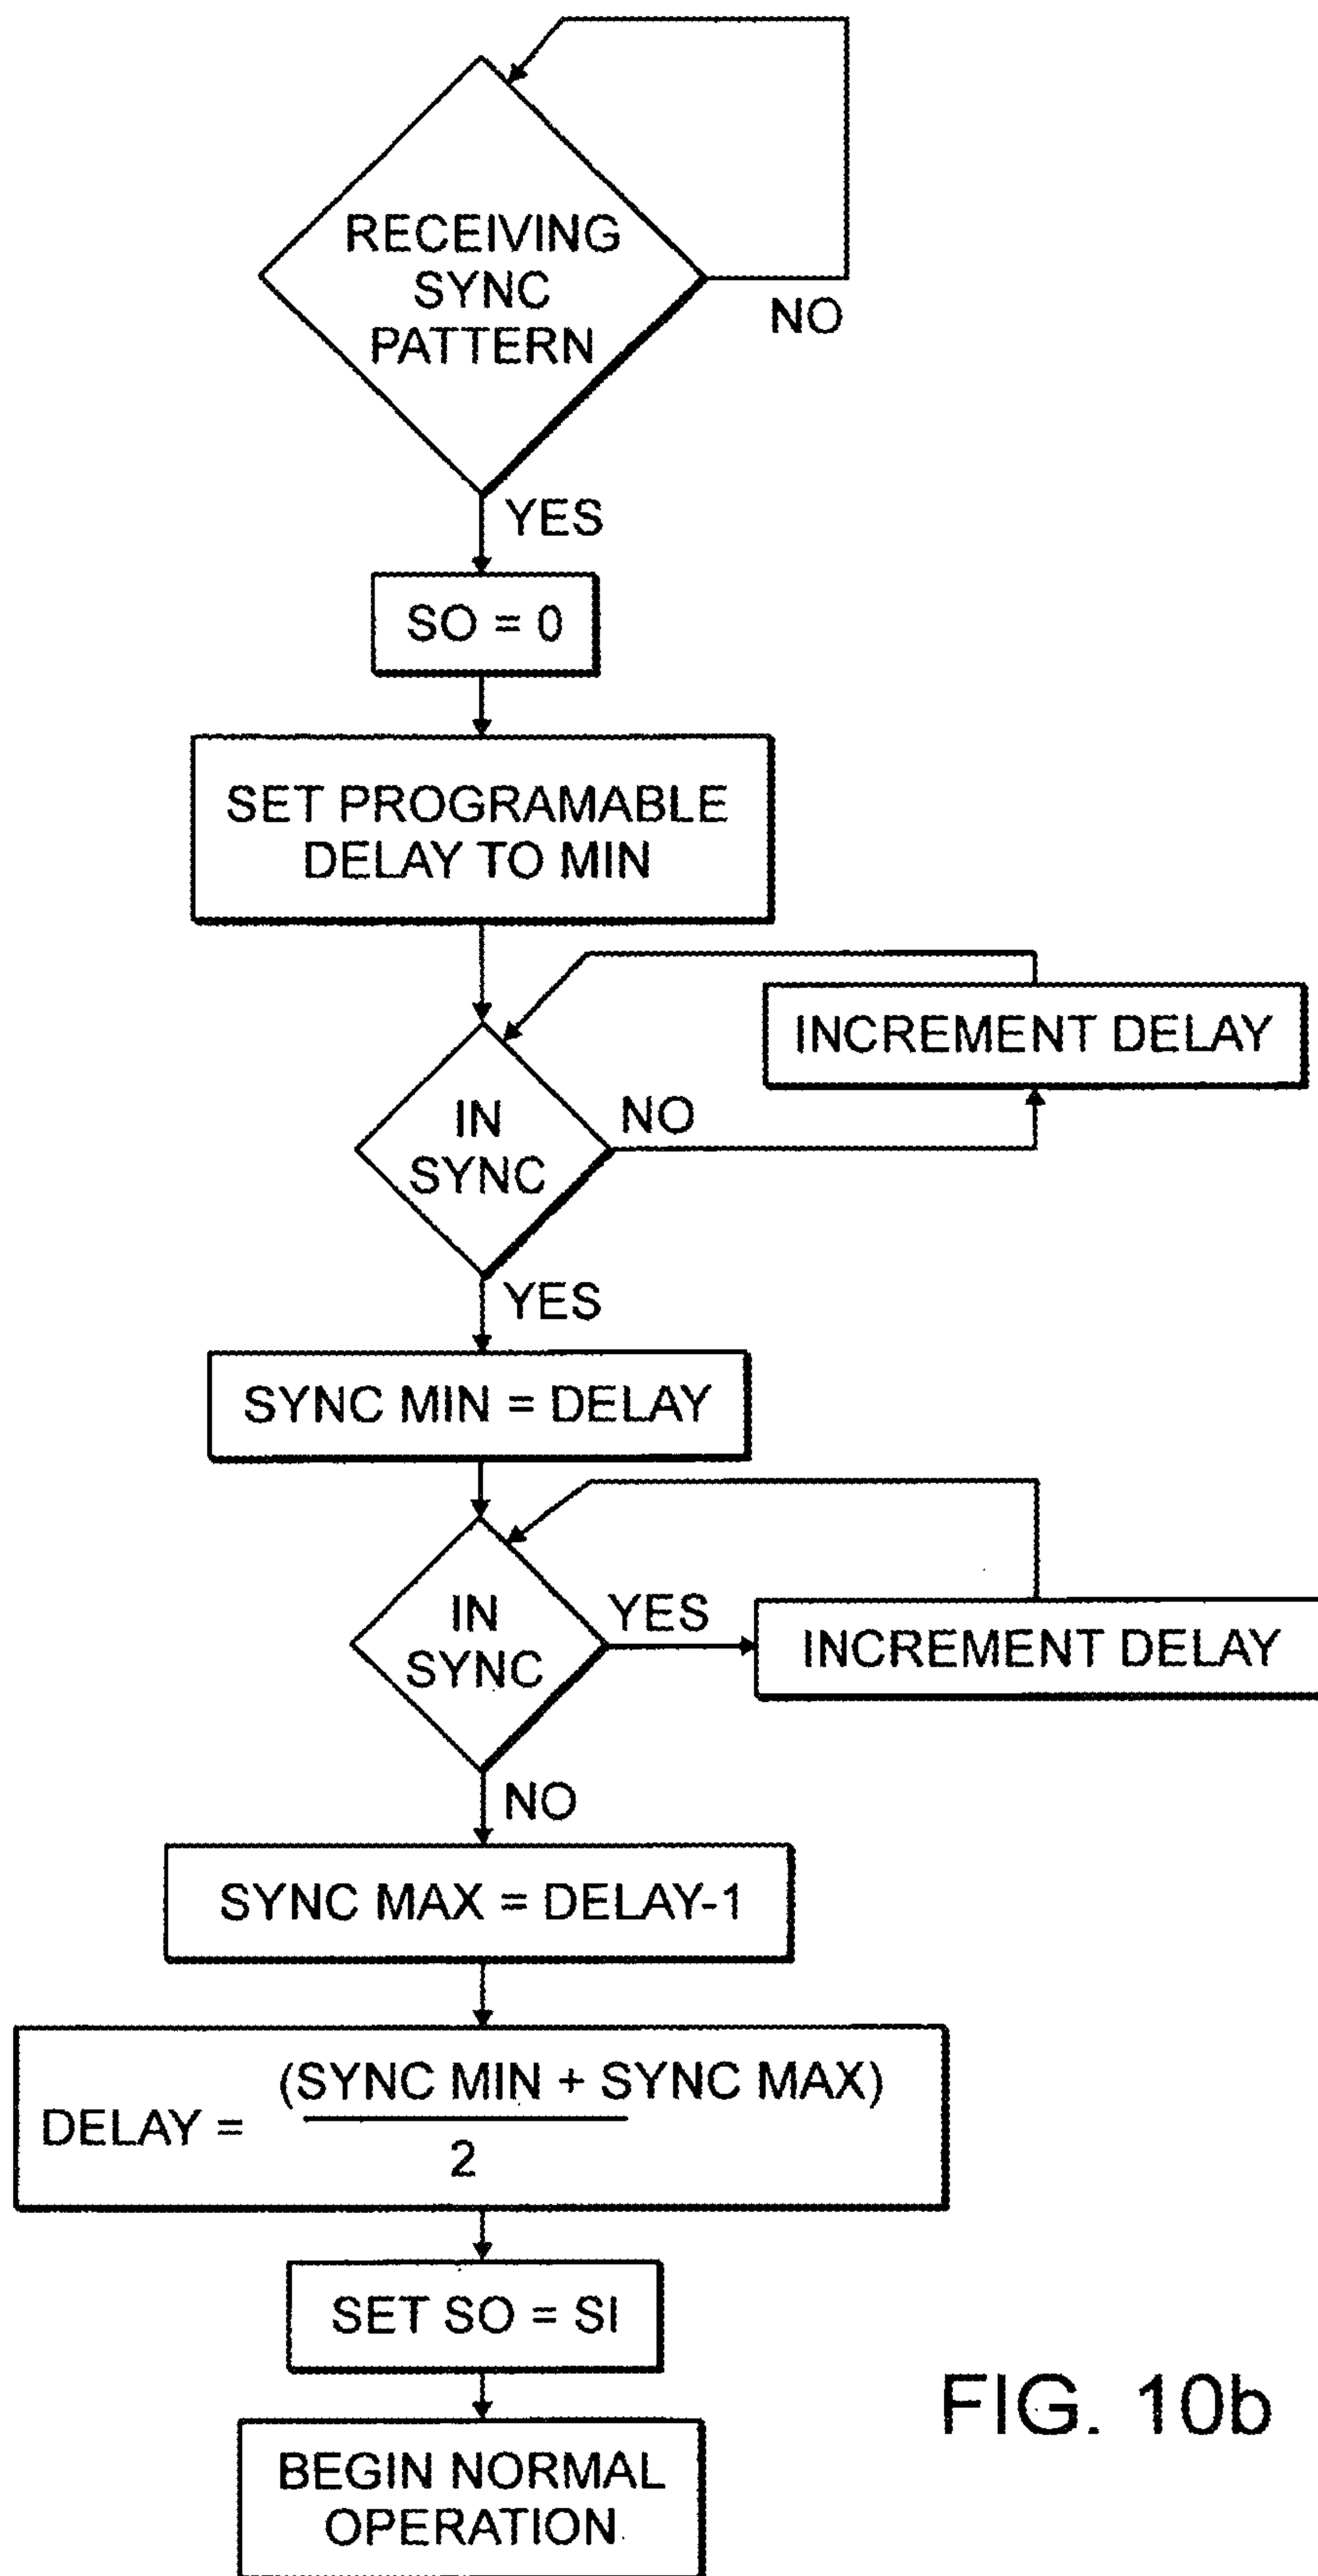 RECEIVING
SYNC
PATTERN
NO
YES
SO = 0
SET PROGRAMABLE
DELAY TO MIN
INCREMENT DELAY
IN
SYNC
NO
YES
SYNC MIN = DELAY
IN
SYNC
YES
INCREMENT DELAY
NO
SYNC MAX = DELAY-1
DELAY =
(SYNC MIN + SYNC MAX)
2
SET SO = SI
BEGIN NORMAL
OPERATION
FIG. 10b